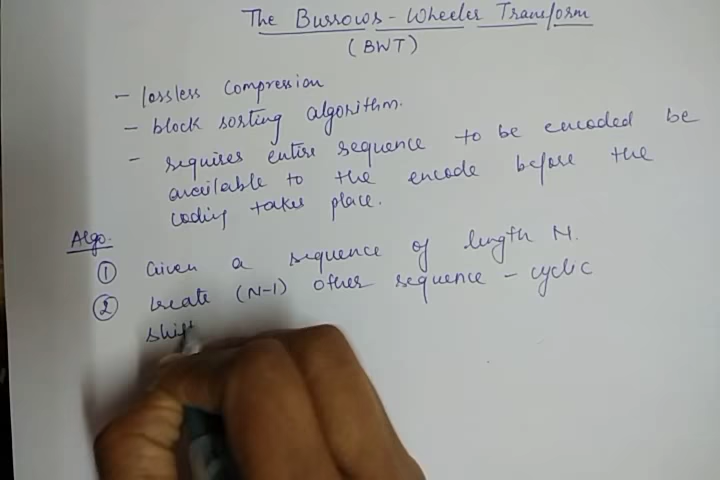 The Burrows-Wheeler Transform
(BWT)
- lossless compression
- block sorting algorithm.
- requires entire sequence to be encoded be
available to the encode before the
coding takes place.
Algo.
① Given a sequence of length N.
② create (N-1) other sequence - cyclic
shif